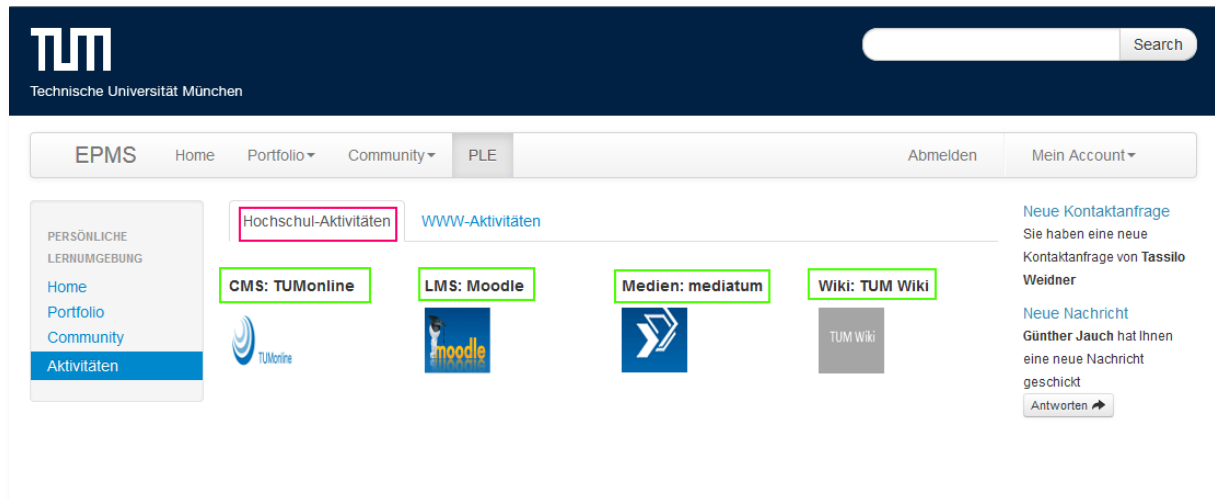 TUM
Technische Universität München
Search
EPMS Home Portfolio Community PLE Abmelden Mein Account
PERSÖNLICHE
LERNUMGEBUNG
Home
Portfolio
Community
Aktivitäten
Hochschul-Aktivitäten WWW-Aktivitäten
CMS: TUMonline LMS: Moodle Medien: mediatum Wiki: TUM Wiki
TUMonline moodle TUM Wiki
Neue Kontaktanfrage
Sie haben eine neue
Kontaktanfrage von Tassilo
Weidner
Neue Nachricht
Günther Jauch hat Ihnen
eine neue Nachricht
geschickt
Antworten